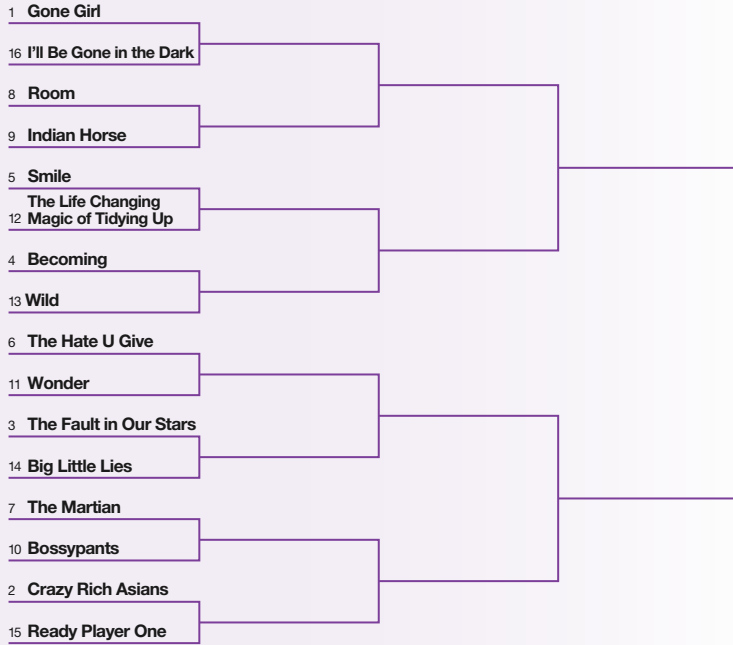 1 Gone Girl
16 I'll Be Gone in the Dark
8 Room
9 Indian Horse
5 Smile
The Life Changing
12 Magic of Tidying Up
4 Becoming
13 Wild
6 The Hate U Give
11 Wonder
3 The Fault in Our Stars
14 Big Little Lies
7 The Martian
10 Bossypants
2 Crazy Rich Asians
15 Ready Player One